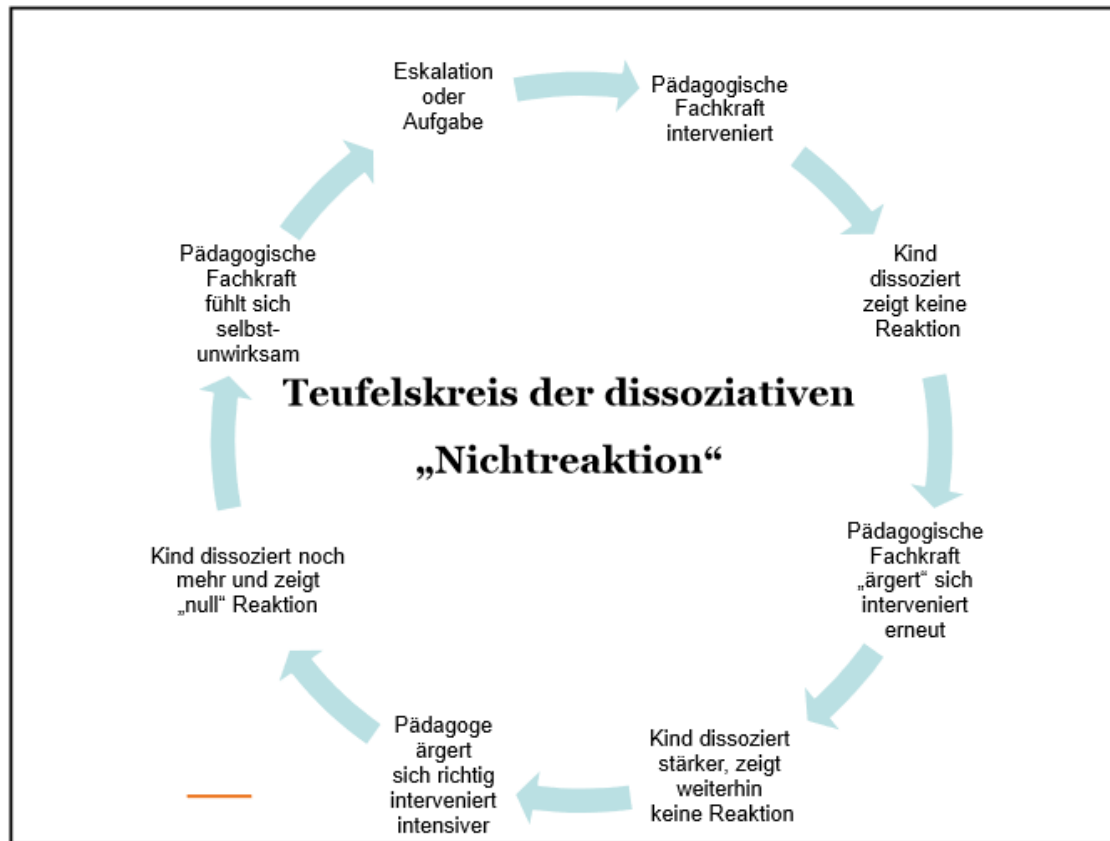 Eskalation
oder
Aufgabe
Pädagogische
Fachkraft
interveniert
Kind
dissoziert
zeigt keine
Reaktion
Pädagogische
Fachkraft
„ärgert“ sich
interveniert
erneut
Kind dissoziert
stärker, zeigt
weiterhin
keine Reaktion
Pädagoge
ärgert
sich richtig
interveniert
intensiver
Kind dissoziert noch
mehr und zeigt
„null“ Reaktion
Pädagogische
Fachkraft
fühlt sich
selbst-
unwirksam
Teufelskreis der dissoziativen
„Nichtreaktion“